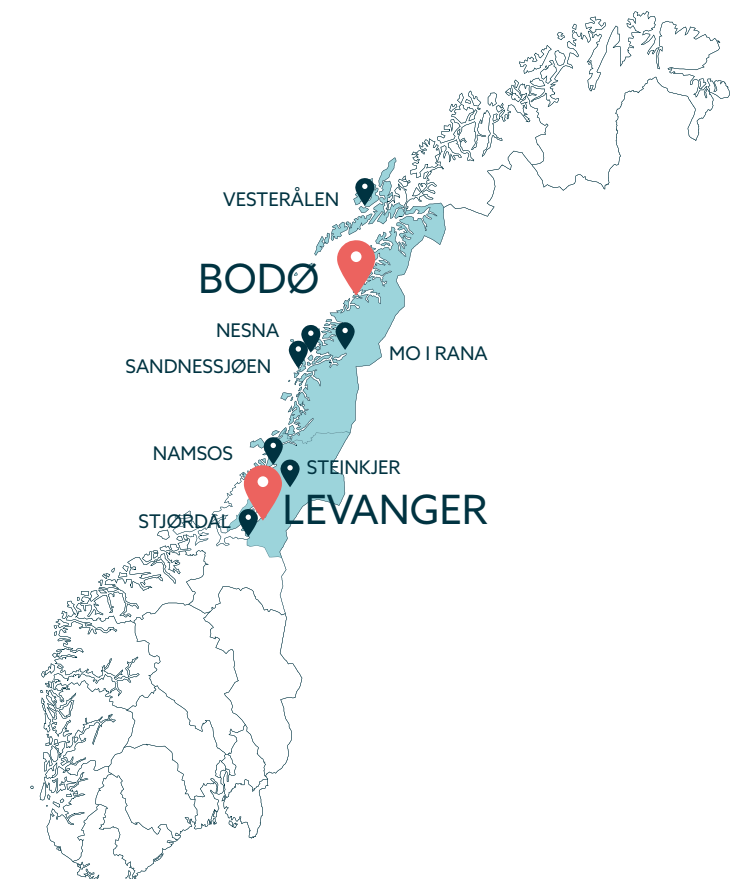 VESTERÅLEN
BODØ
NESNA
MO I RANA
SANDNESSJØEN
NAMSOS
STEINKJER
LEVANGER
STJØRDAL